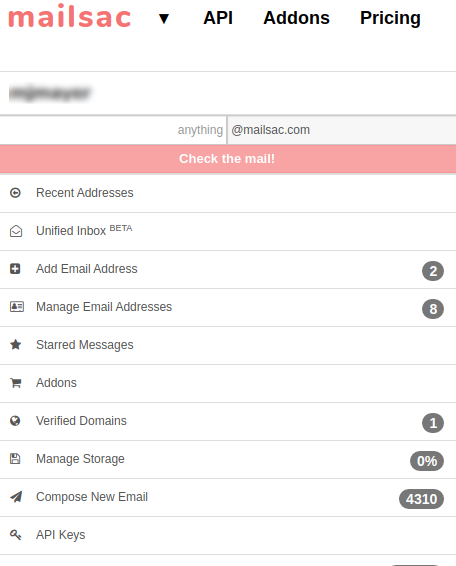 mailsac ▼ API Addons Pricing
anything @mailsac.com
Check the mail!
Recent Addresses
Unified Inbox BETA
Add Email Address 2
Manage Email Addresses 8
Starred Messages
Addons
Verified Domains 1
Manage Storage 0%
Compose New Email 4310
API Keys